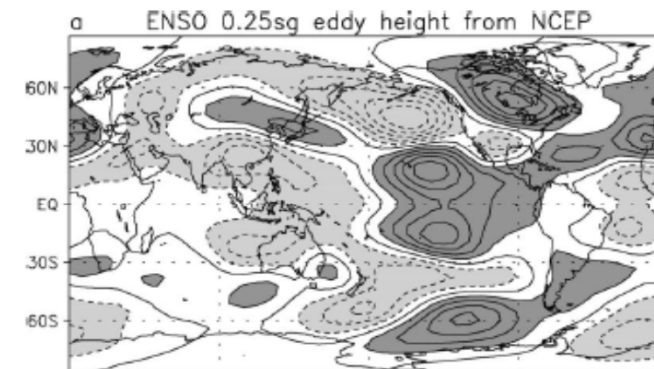 a ENSO 0.25sg eddy height from NCEP
60N
30N
EQ
30S
60S